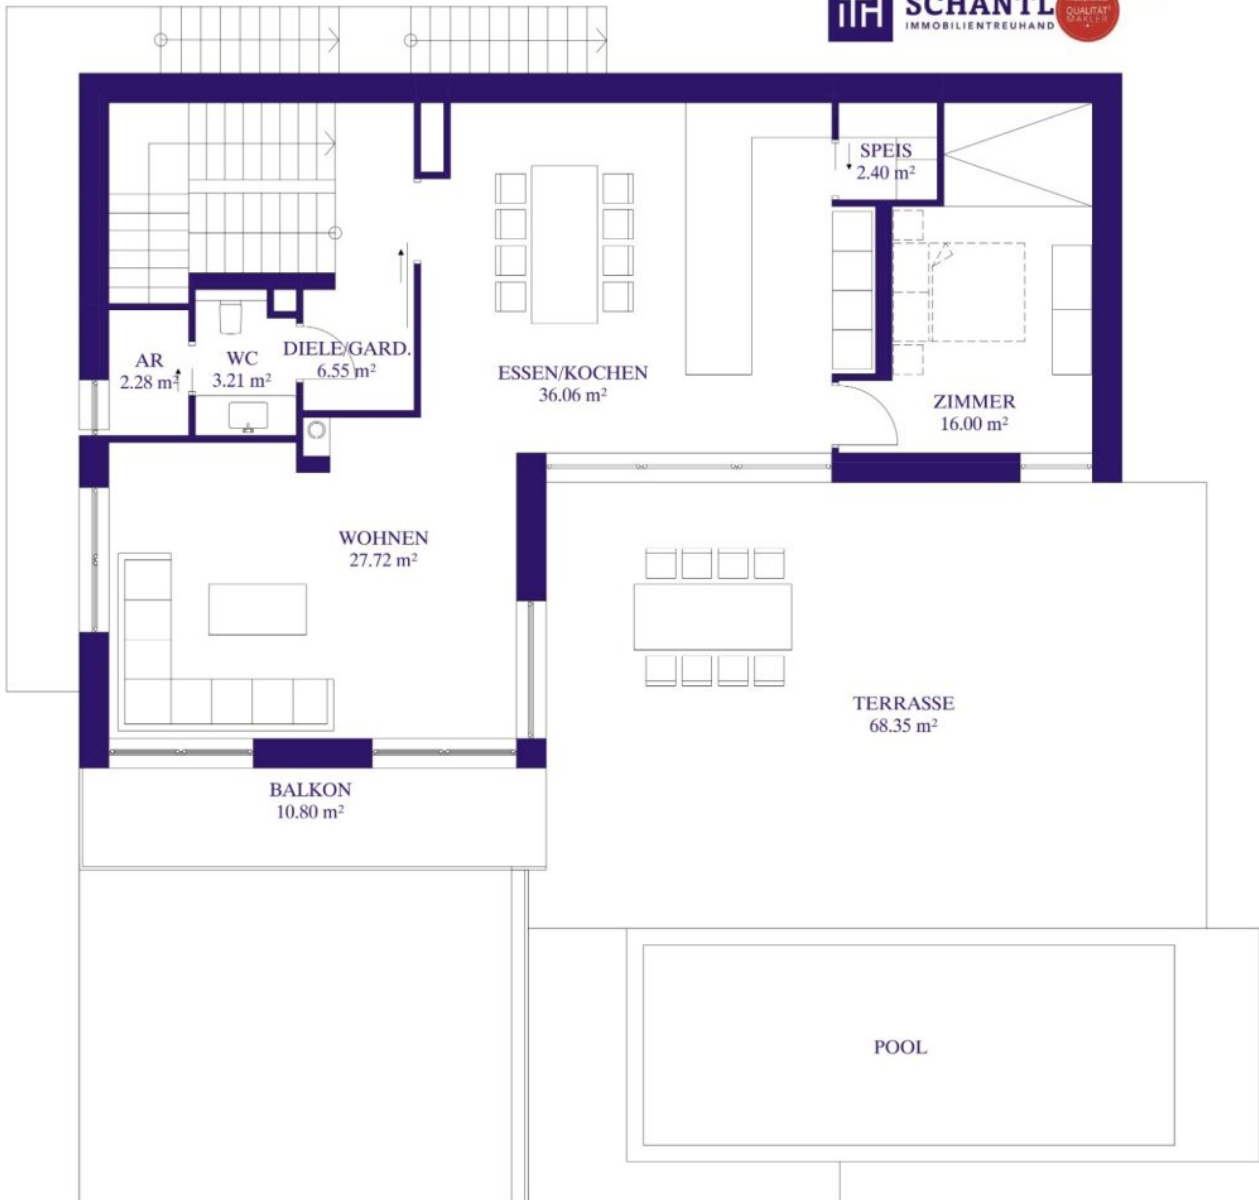 SCHANTL
IMMOBILIENTREUHAND
QUALITÄTS
MAKLER
SPEIS
2.40 m²
AR
2.28 m²
WC
3.21 m²
DIELE/GARD.
6.55 m²
ESSEN/KOCHEN
36.06 m²
ZIMMER
16.00 m²
WOHNEN
27.72 m²
TERRASSE
68.35 m²
BALKON
10.80 m²
POOL